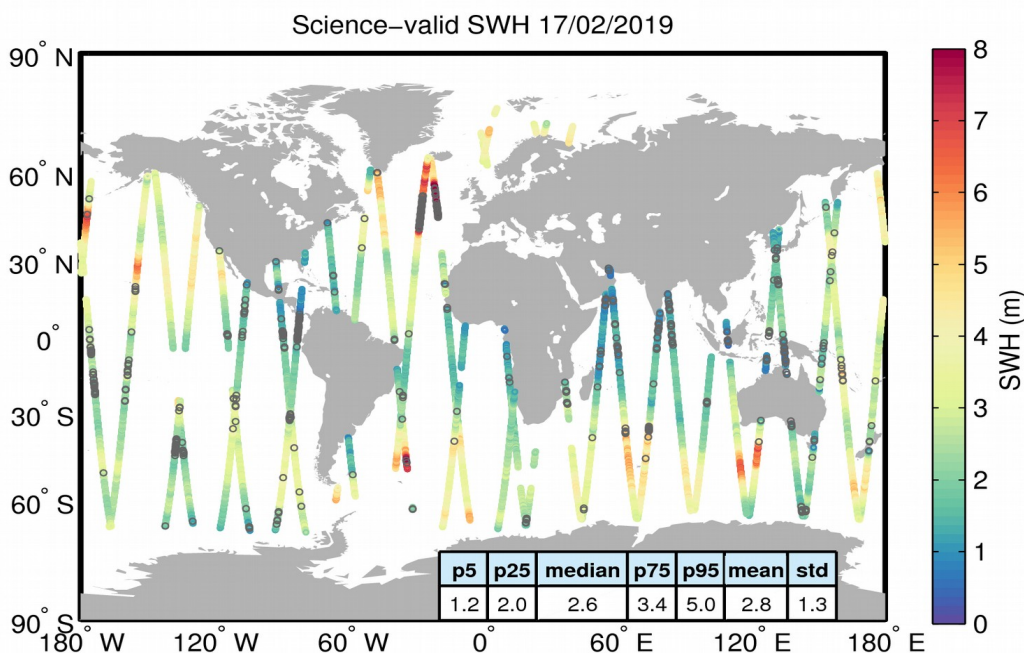 Science−valid SWH 17/02/2019
90° N
60° N
30° N
0°
30° S
60° S
90° S
180° W
120° W
60° W
0°
60° E
120° E
180° E
p5 p25 median p75 p95 mean std
1.2 2.0 2.6 3.4 5.0 2.8 1.3
8
7
6
5
4
3
2
1
0
SWH (m)